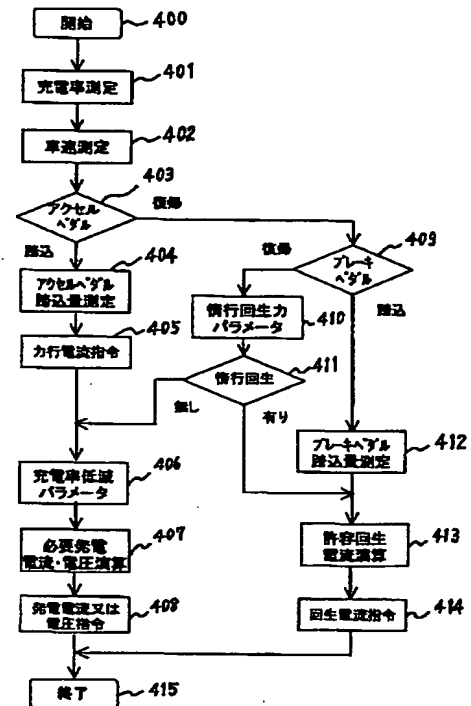 開始
400
充電率測定
401
車速測定
402
アクセル
ペダル
403
復帰
踏込
アクセルペダル
踏込量測定
404
力行電流指令
405
ブレーキ
ペダル
409
復帰
踏込
惰行回生力
パラメータ
410
惰行回生
411
無し
有り
ブレーキペダル
踏込量測定
412
充電率低減
パラメータ
406
必要発電
電流・電圧演算
407
発電電流又は
電圧指令
408
許容回生
電流演算
413
回生電流指令
414
終了
415